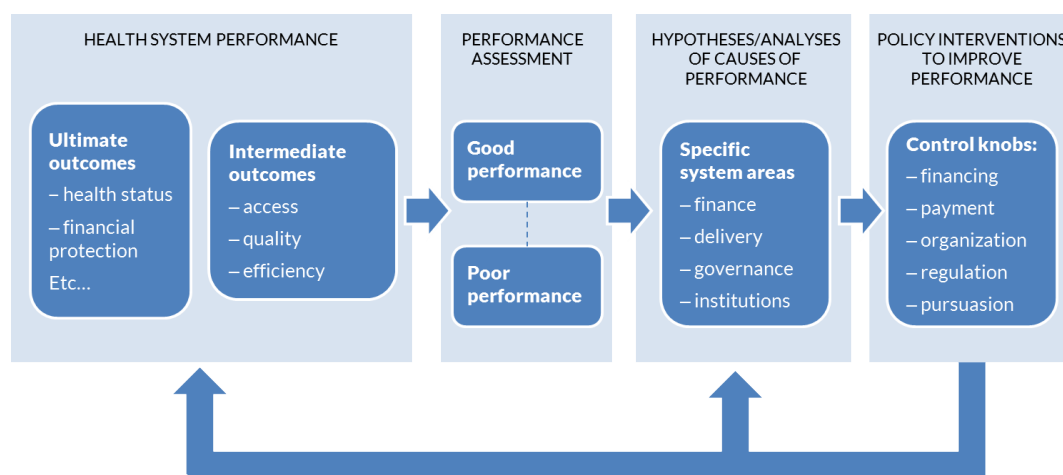 HEALTH SYSTEM PERFORMANCE
Ultimate
outcomes
– health status
– financial
protection
Etc...
Intermediate
outcomes
– access
– quality
– efficiency
PERFORMANCE
ASSESSMENT
Good
performance
Poor
performance
HYPOTHESES/ANALYSES
OF CAUSES OF
PERFORMANCE
Specific
system areas
– finance
– delivery
– governance
– institutions
POLICY INTERVENTIONS
TO IMPROVE
PERFORMANCE
Control knobs:
– financing
– payment
– organization
– regulation
– pursuasion